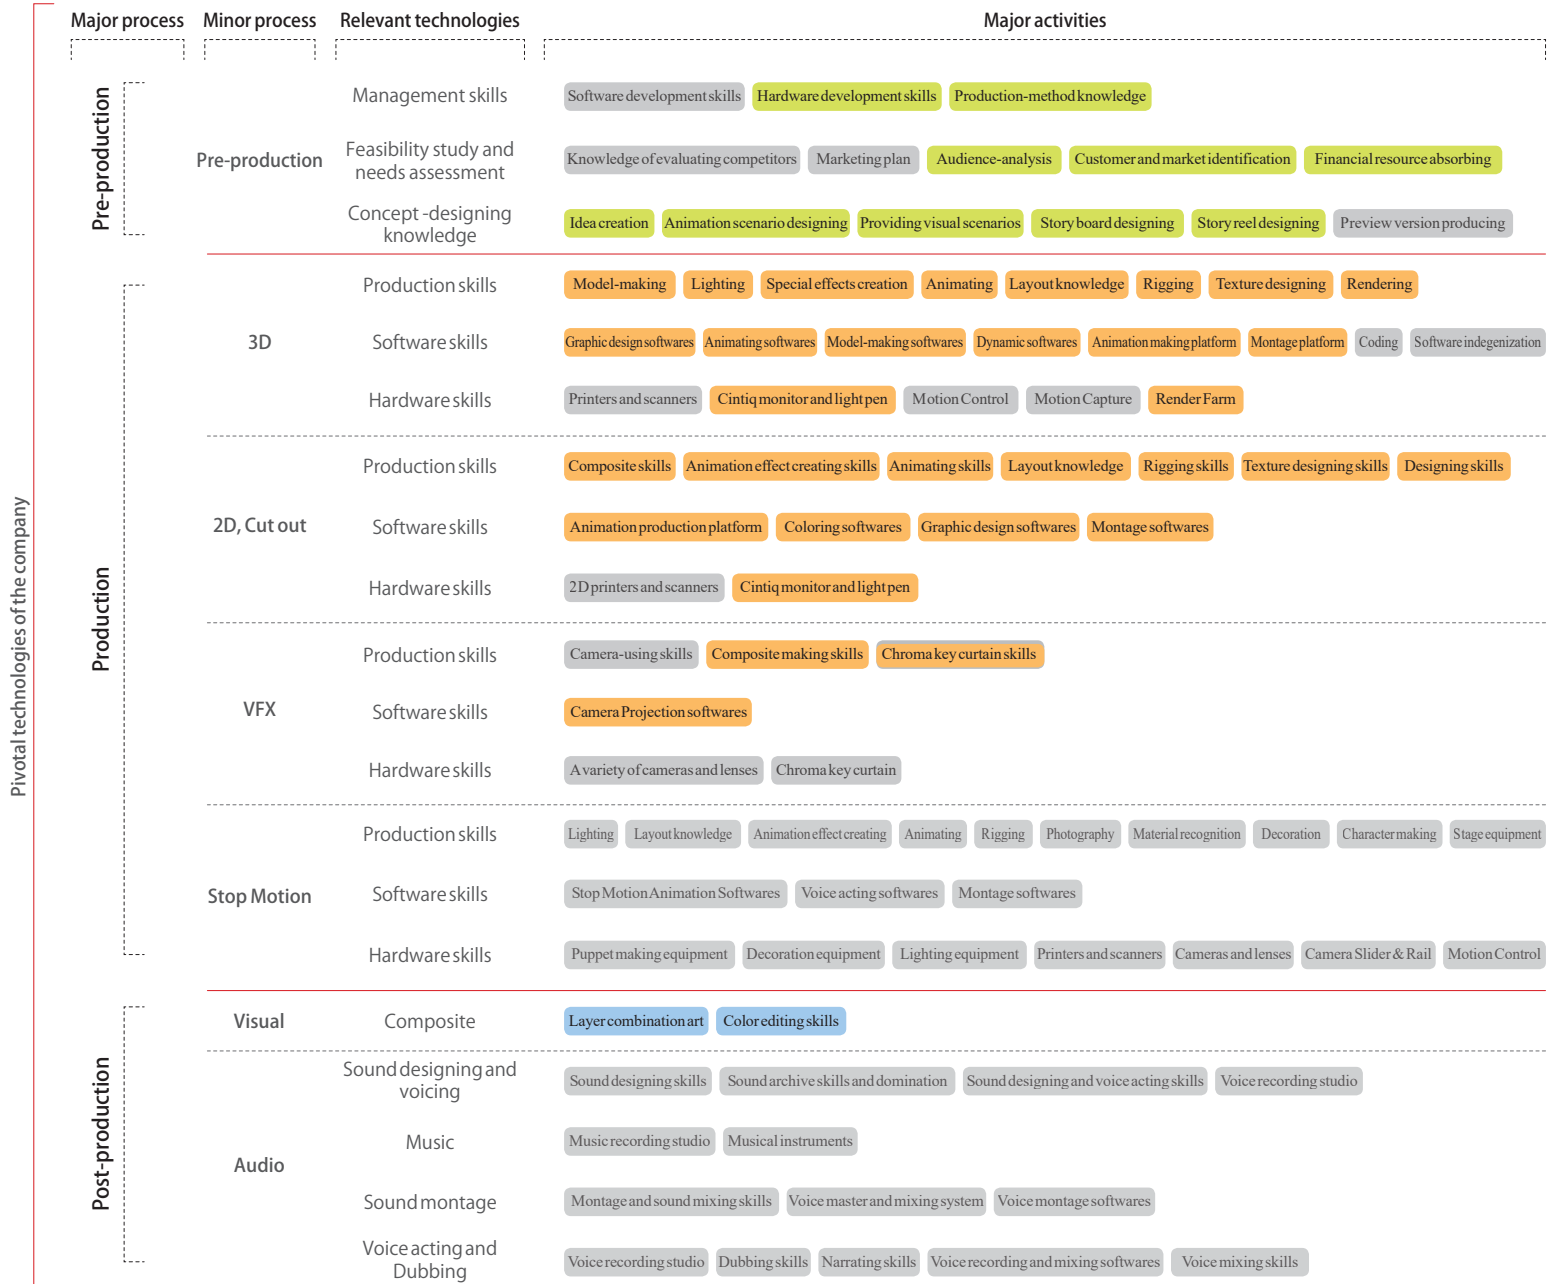 Major process Minor process Relevant technologies Major activities
Pivotal technologies of the company
Pre-production
Pre-production
Management skills
Software development skills Hardware development skills Production-method knowledge
Feasibility study and
needs assessment
Knowledge of evaluating competitors Marketing plan Audience-analysis Customer and market identification Financial resource absorbing
Concept -designing
knowledge
Idea creation Animation scenario designing Providing visual scenarios Story board designing Story reel designing Preview version producing
Production
3D
Production skills
Model-making Lighting Special effects creation Animating Layout knowledge Rigging Texture designing Rendering
Software skills
Graphic design softwares Animating softwares Model-making softwares Dynamic softwares Animation making platform Montage platform Coding Software indegenization
Hardware skills
Printers and scanners Cintiq monitor and light pen Motion Control Motion Capture Render Farm
2D, Cut out
Production skills
Composite skills Animation effect creating skills Animating skills Layout knowledge Rigging skills Texture designing skills Designing skills
Software skills
Animation production platform Coloring softwares Graphic design softwares Montage softwares
Hardware skills
2D printers and scanners Cintiq monitor and light pen
VFX
Production skills
Camera-using skills Composite making skills Chroma key curtain skills
Software skills
Camera Projection softwares
Hardware skills
A variety of cameras and lenses Chroma key curtain
Stop Motion
Production skills
Lighting Layout knowledge Animation effect creating Animating Rigging Photography Material recognition Decoration Character making Stage equipment
Software skills
Stop Motion Animation Softwares Voice acting softwares Montage softwares
Hardware skills
Puppet making equipment Decoration equipment Lighting equipment Printers and scanners Cameras and lenses Camera Slider & Rail Motion Control
Post-production
Visual
Composite
Layer combination art Color editing skills
Audio
Sound designing and
voicing
Sound designing skills Sound archive skills and domination Sound designing and voice acting skills Voice recording studio
Music
Music recording studio Musical instruments
Sound montage
Montage and sound mixing skills Voice master and mixing system Voice montage softwares
Voice acting and
Dubbing
Voice recording studio Dubbing skills Narrating skills Voice recording and mixing softwares Voice mixing skills